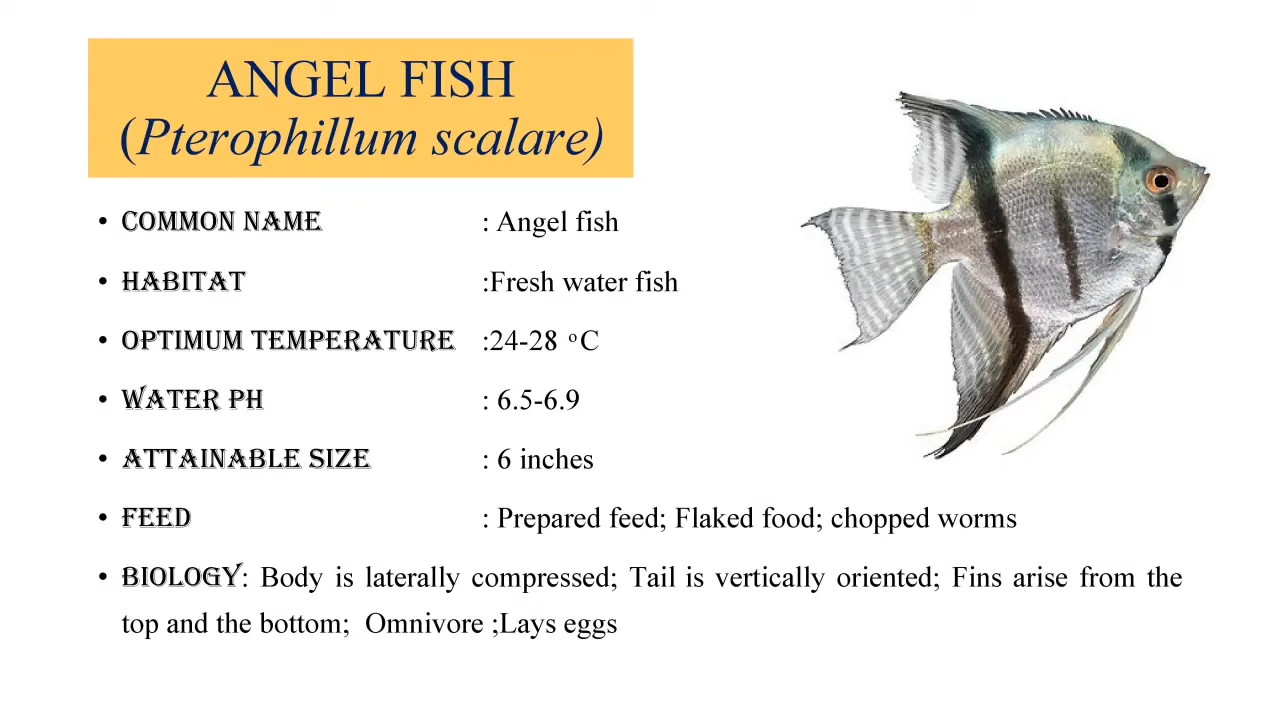 ANGEL FISH
(Pterophillum scalare)
• COMMON NAME : Angel fish
• HABITAT :Fresh water fish
• OPTIMUM TEMPERATURE :24-28 °C
• WATER PH : 6.5-6.9
• ATTAINABLE SIZE : 6 inches
• FEED : Prepared feed; Flaked food; chopped worms
• BIOLOGY: Body is laterally compressed; Tail is vertically oriented; Fins arise from the
top and the bottom; Omnivore ;Lays eggs